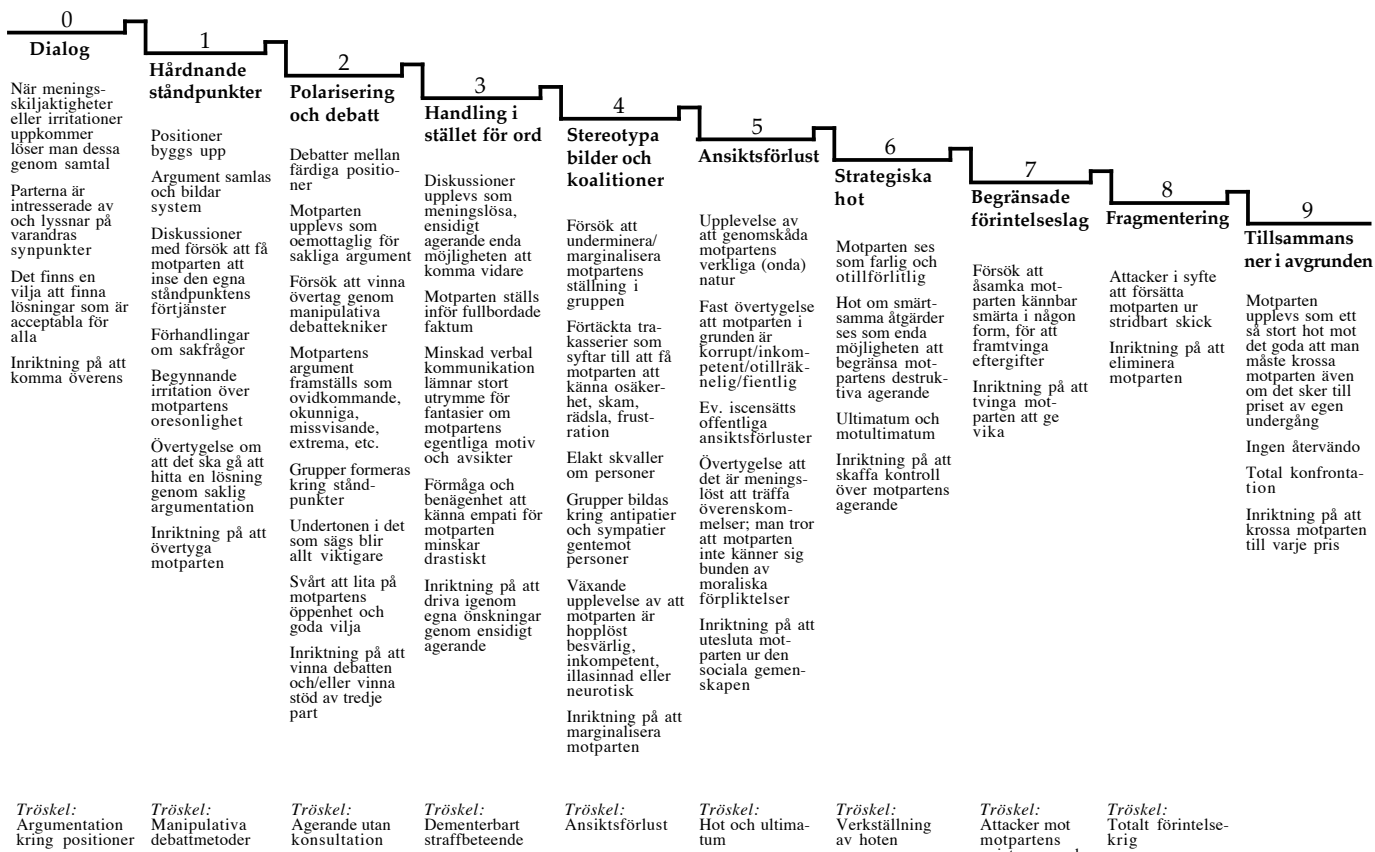 0
Dialog
När menings-
skiljaktigheter
eller irritationer
uppkommer
löser man dessa
genom samtal
Parterna är
intresserade av
och lyssnar på
varandras
synpunkter
Det finns en
vilja att finna
lösningar som är
acceptabla för
alla
Inriktning på att
komma överens
1
Hårdnande
ståndpunkter
Positioner
byggs upp
Argument samlas
och bildar
system
Diskussioner
med försök att få
motparten att
inse den egna
ståndpunktens
förtjänster
Förhandlingar
om sakfrågor
Begynnande
irritation över
motpartens
oresonlighet
Övertygelse om
att det ska gå att
hitta en lösning
genom saklig
argumentation
Inriktning på att
övertyga
motparten
2
Polarisering
och debatt
Debatter mellan
färdiga positio-
ner
Motparten
upplevs som
oemottaglig för
sakliga argument
Försök att vinna
övertag genom
manipulativa
debattekniker
Motpartens
argument
framställs som
ovidkommande,
okunniga,
missvisande,
extrema, etc.
Grupper formeras
kring stånd-
punkter
Undertonen i det
som sägs blir
allt viktigare
Svårt att lita på
motpartens
öppenhet och
goda vilja
Inriktning på att
vinna debatten
och/eller vinna
stöd av tredje
part
3
Handling i
stället för ord
Diskussioner
upplevs som
meningslösa,
ensidigt
agerande enda
möjligheten att
komma vidare
Motparten ställs
inför fullbordade
faktum
Minskad verbal
kommunikation
lämnar stort
utrymme för
fantasier om
motpartens
egentliga motiv
och avsikter
Förmåga och
benägenhet att
känna empati för
motparten
minskar
drastiskt
Inriktning på att
driva igenom
egna önskningar
genom ensidigt
agerande
4
Stereotypa
bilder och
koalitioner
Försök att
underminera/
marginalisera
motpartens
ställning i
gruppen
Förtäckta tra-
kasserier som
syftar till att få
motparten att
känna osäker-
het, skam,
rädsla, frust-
ration
Elakt skvaller
om personer
Grupper bildas
kring antipatier
och sympatier
gentemot
personer
Växande
upplevelse av att
motparten är
hopplöst
besvärlig,
inkompetent,
illasinnad eller
neurotisk
Inriktning på att
marginalisera
motparten
5
Ansiktsförlust
Upplevelse av
att genomskåda
motpartens
verkliga (onda)
natur
Fast övertygelse
att motparten i
grunden är
korrupt/inkom-
petent/otillräk-
nelig/fientlig
Ev. iscensätts
offentliga
ansiktsförluster
Övertygelse att
det är menings-
löst att träffa
överenskom-
melser; man tror
att motparten
inte känner sig
bunden av
moraliska
förpliktelser
Inriktning på att
utesluta mot-
parten ur den
sociala gemen-
skapen
6
Strategiska
hot
Motparten ses
som farlig och
otillförlitlig
Hot om smärt-
samma åtgärder
ses som enda
möjligheten att
begränsa mot-
partens destruk-
tiva agerande
Ultimatum och
motultimatum
Inriktning på att
skaffa kontroll
över motpartens
agerande
7
Begränsade
förintelseslag
Försök att
åsamka mot-
parten kännbar
smärta i någon
form, för att
framtvinga
eftergifter
Inriktning på att
tvinga mot-
parten att ge
vika
8
Fragmentering
Attacker i syfte
att försätta
motparten ur
stridbart skick
Inriktning på att
eliminera
motparten
9
Tillsammans
ner i avgrunden
Motparten
upplevs som ett
så stort hot mot
det goda att man
måste krossa
motparten även
om det sker till
priset av egen
undergång
Ingen återvändo
Total konfronta-
tion
Inriktning på att
krossa motparten
till varje pris
Tröskel:
Argumentation
kring positioner
Tröskel:
Manipulativa
debattmetoder
Tröskel:
Agerande utan
konsultation
Tröskel:
Dementerbart
straffbeteende
Tröskel:
Ansiktsförlust
Tröskel:
Hot och ultima-
tum
Tröskel:
Verkställning
av hoten
Tröskel:
Attacker mot
motpartens
Tröskel:
Totalt förintelse-
krig